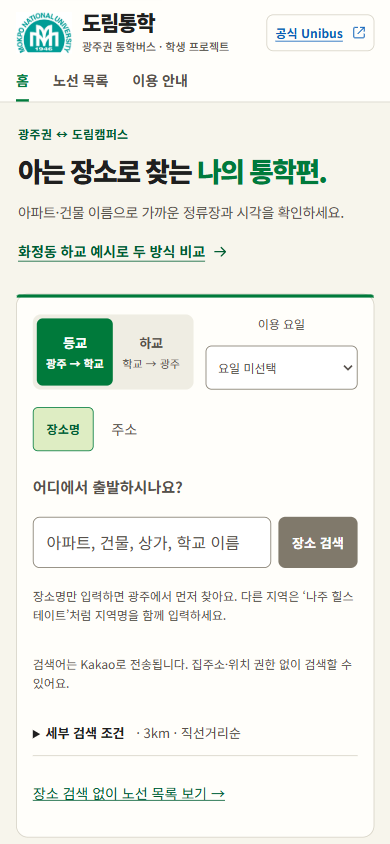 MOKPO NATIONAL UNIVERSITY
1946
도림통학
광주권 통학버스 · 학생 프로젝트
공식 Unibus
홈 노선 목록 이용 안내
광주권 ↔ 도림캠퍼스
아는 장소로 찾는 나의 통학편.
아파트·건물 이름으로 가까운 정류장과 시각을 확인하세요.
화정동 하교 예시로 두 방식 비교 →
등교
광주 → 학교
하교
학교 → 광주
이용 요일
요일 미선택
장소명 주소
어디에서 출발하시나요?
아파트, 건물, 상가, 학교 이름
장소 검색
장소명만 입력하면 광주에서 먼저 찾아요. 다른 지역은 ‘나주 힐스
테이트’처럼 지역명을 함께 입력하세요.
검색어는 Kakao로 전송됩니다. 집주소·위치 권한 없이 검색할 수
있어요.
▶ 세부 검색 조건 · 3km · 직선거리순
장소 검색 없이 노선 목록 보기 →